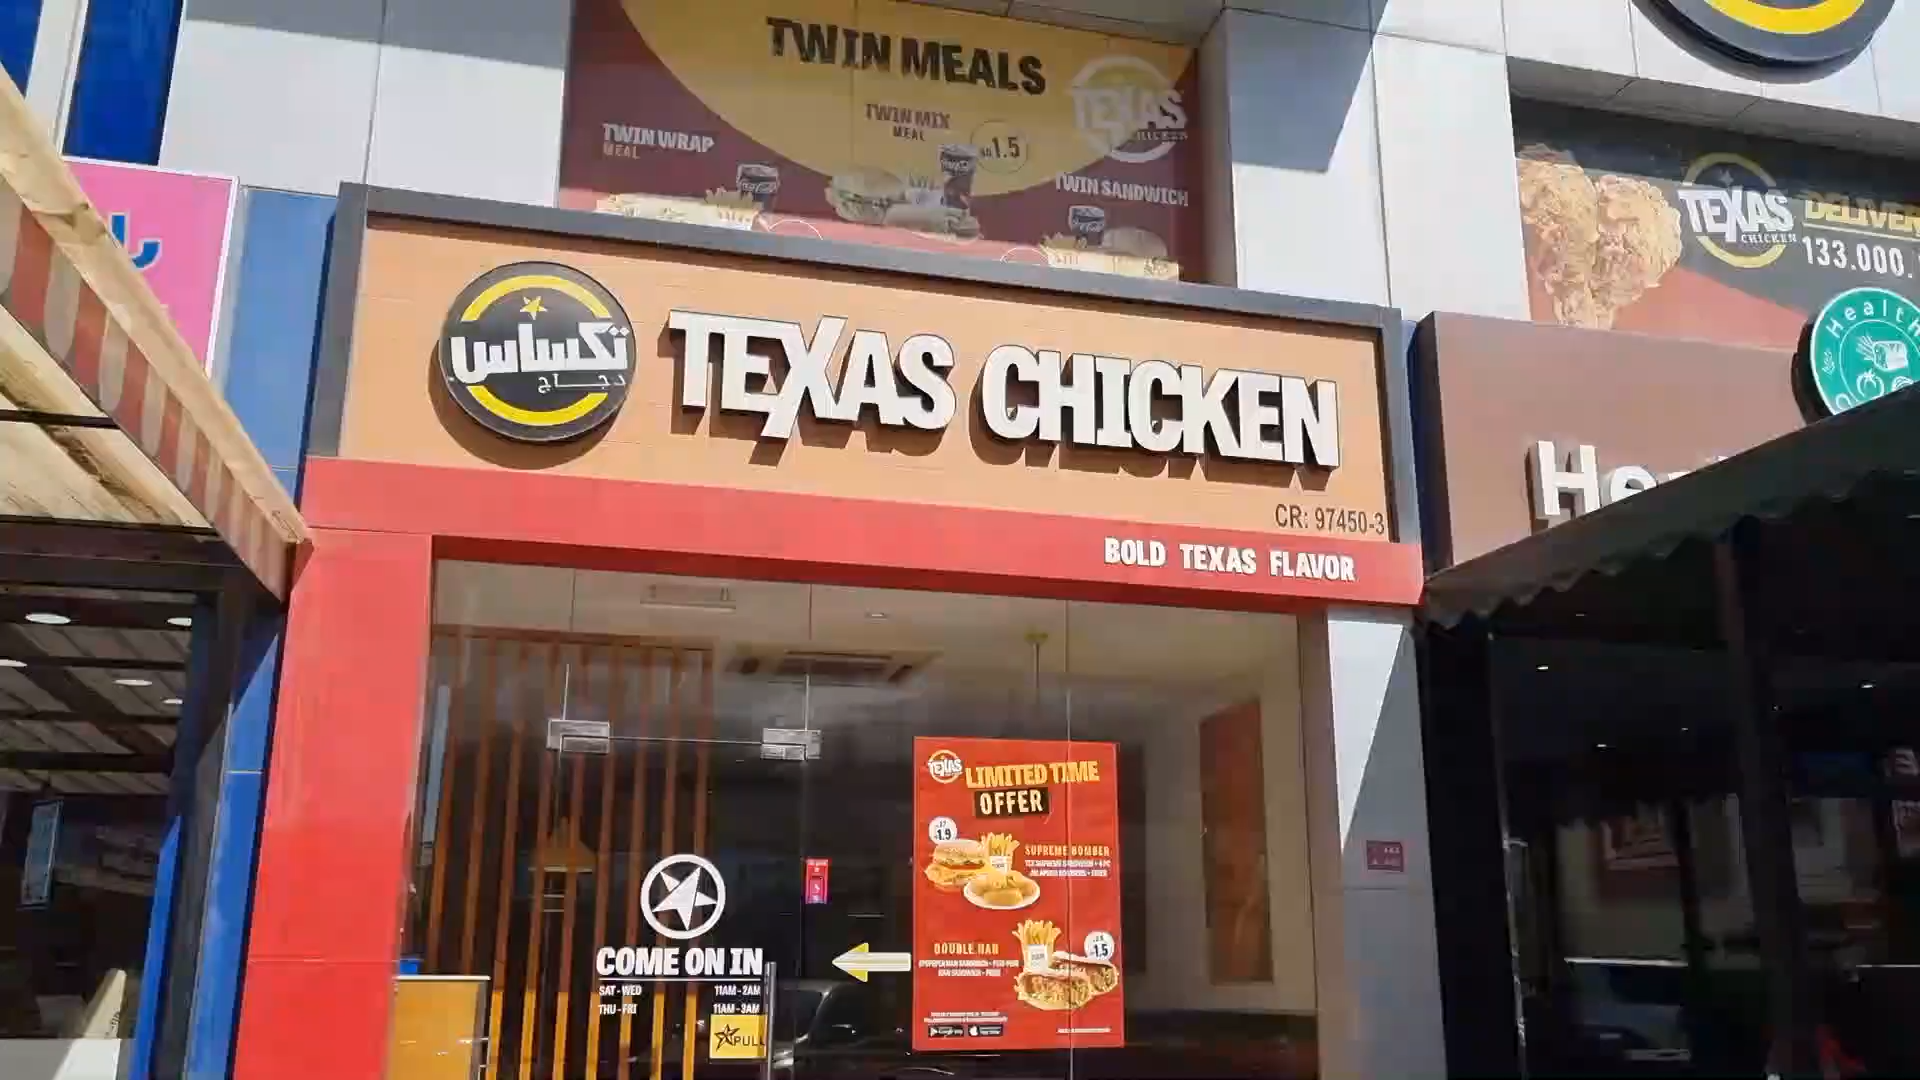 TWIN MEALS
TWIN MIX
MEAL
1.5
TEXAS
CHICKEN
TWIN WRAP
MEAL
TWIN SANDWICH
TEXAS
CHICKEN
DELIVER
133.000.
Health
تكساس
دجاج
TEXAS CHICKEN
CR: 97450-3
BOLD TEXAS FLAVOR
TEXAS
LIMITED TIME
OFFER
1.9
SUPREME BOMBER
DOUBLE NAN
1.5
COME ON IN
SAT - WED 11AM - 2AM
THU - FRI 11AM - 3AM
PULL